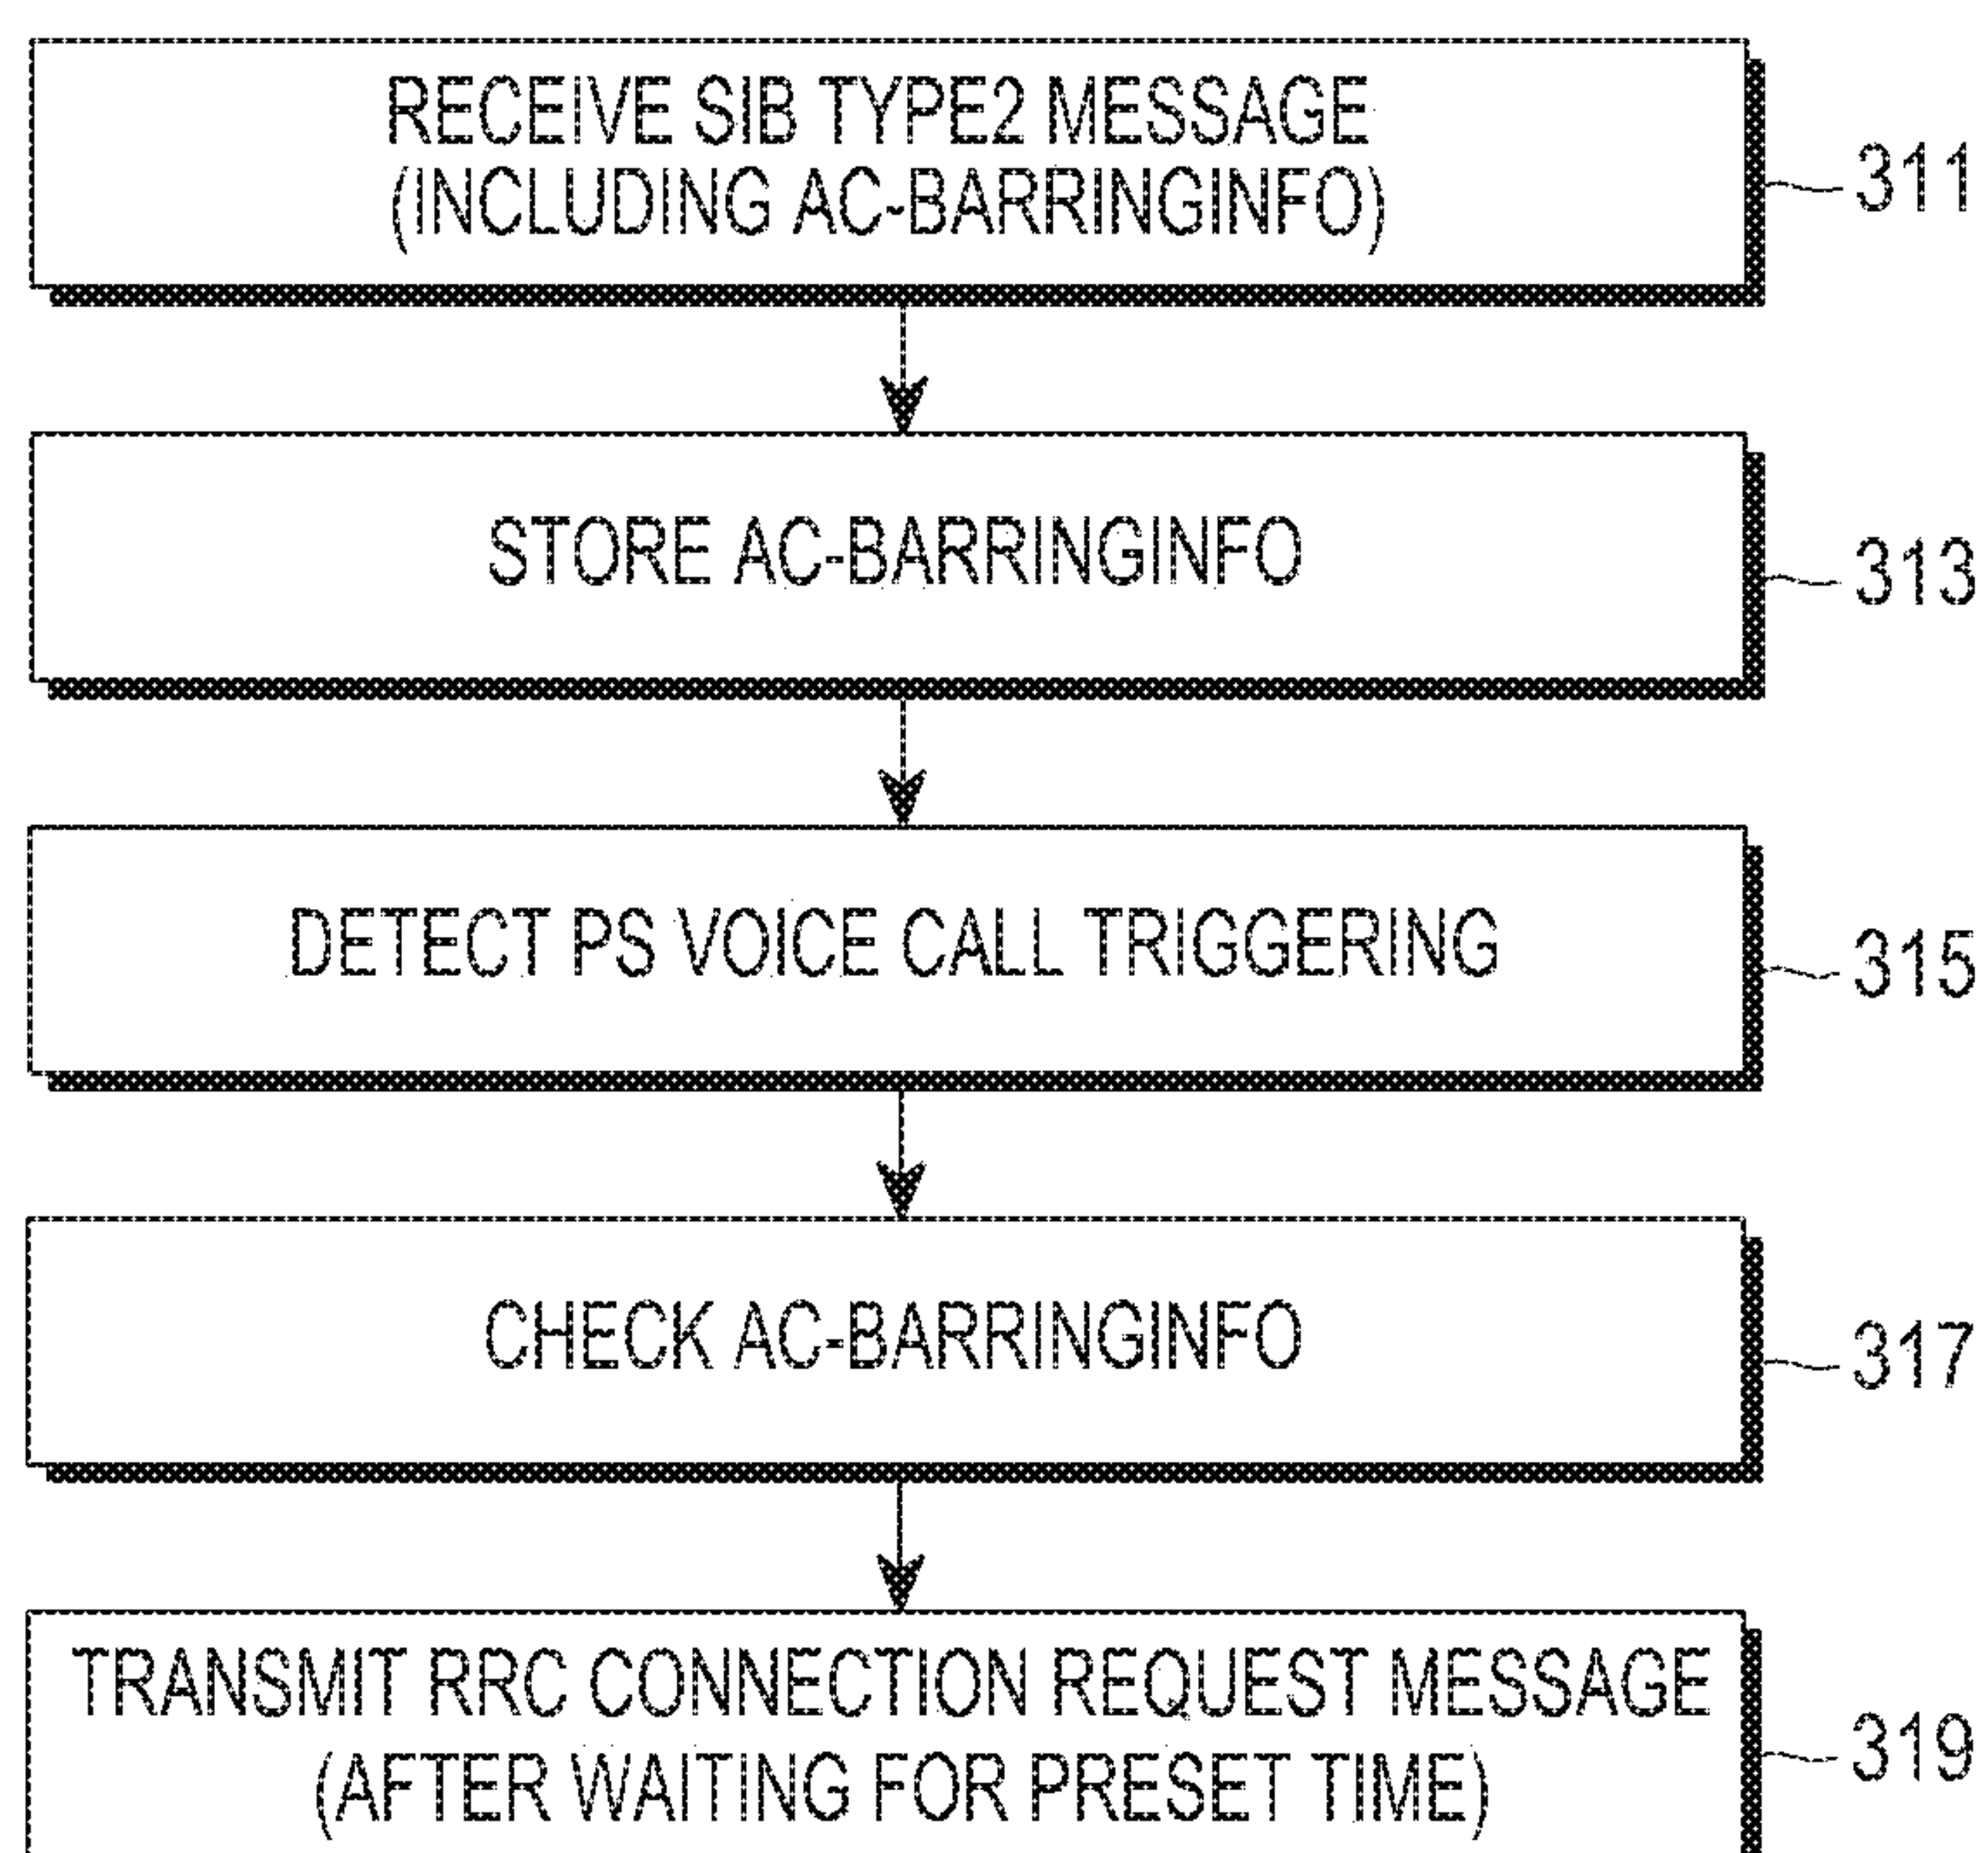 RECEIVE SIB TYPE2 MESSAGE
(INCLUDING AC-BARRINGINFO)
311
STORE AC-BARRINGINFO
313
DETECT PS VOICE CALL TRIGGERING
315
CHECK AC-BARRINGINFO
317
TRANSMIT RRC CONNECTION REQUEST MESSAGE
(AFTER WAITING FOR PRESET TIME)
319